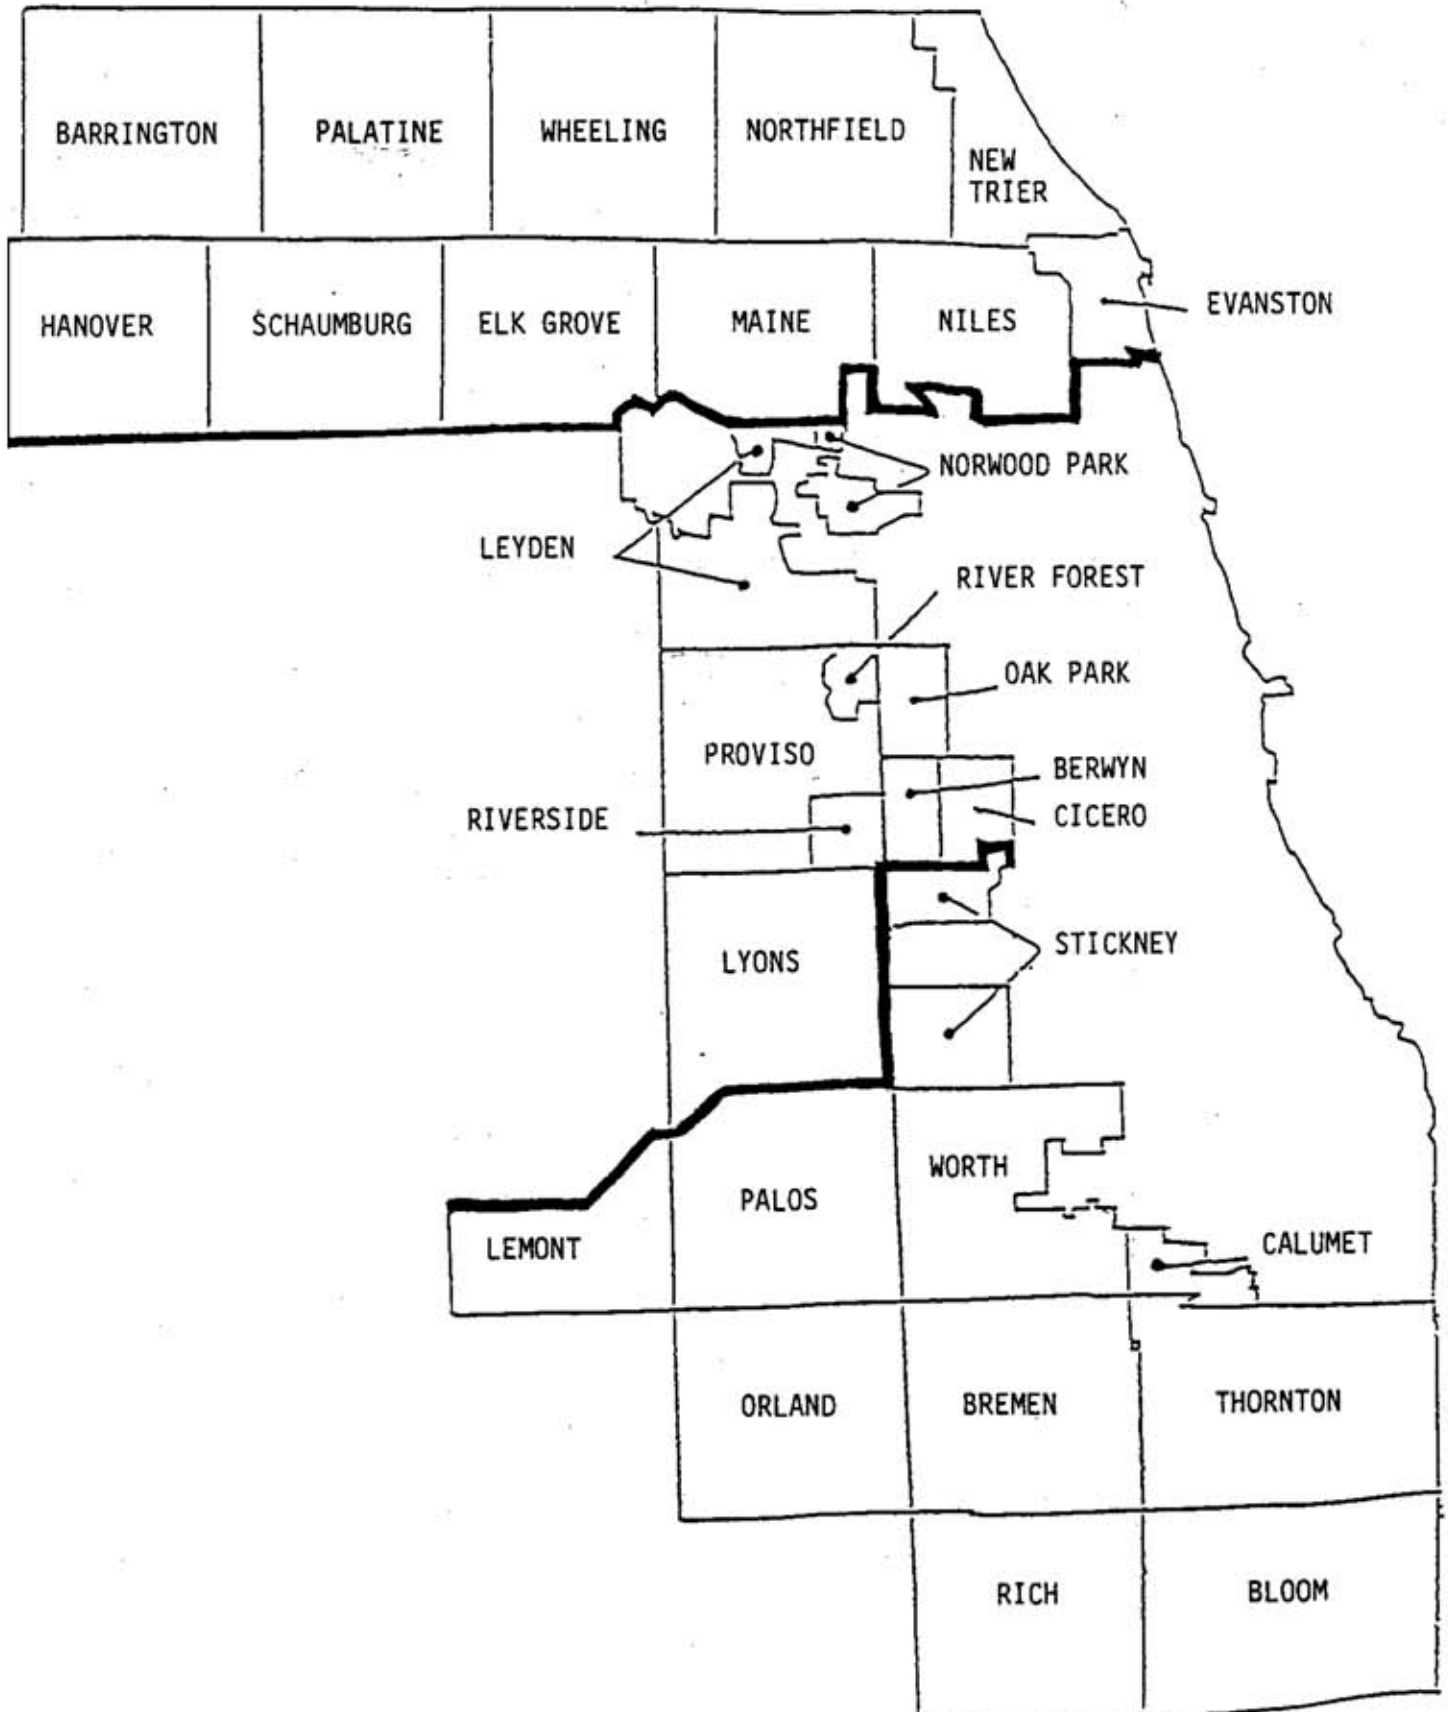 BARRINGTON
PALATINE
WHEELING
NORTHFIELD
NEW
TRIER
HANOVER
SCHAUMBURG
ELK GROVE
MAINE
NILES
EVANSTON
NORWOOD PARK
LEYDEN
RIVER FOREST
OAK PARK
PROVISO
BERWYN
RIVERSIDE
CICERO
LYONS
STICKNEY
WORTH
PALOS
LEMONT
CALUMET
ORLAND
BREMEN
THORNTON
RICH
BLOOM